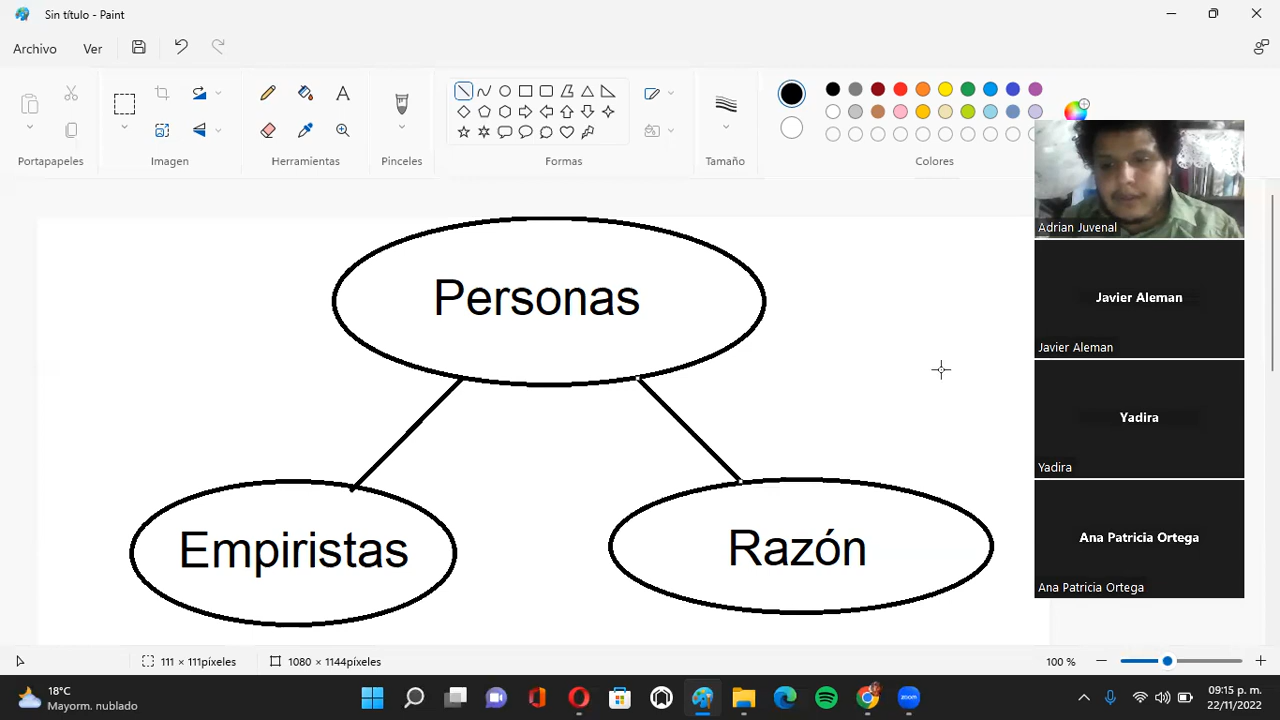 Sin título - Paint
Archivo Ver
Portapapeles Imagen Herramientas Pinceles Formas Tamaño Colores
Personas
Empiristas
Razón
Adrian Juvenal
Javier Aleman
Javier Aleman
Yadira
Yadira
Ana Patricia Ortega
Ana Patricia Ortega
111 × 111píxeles 1080 × 1144píxeles 100 %
18°C
Mayorm. nublado
09:15 p. m.
22/11/2022